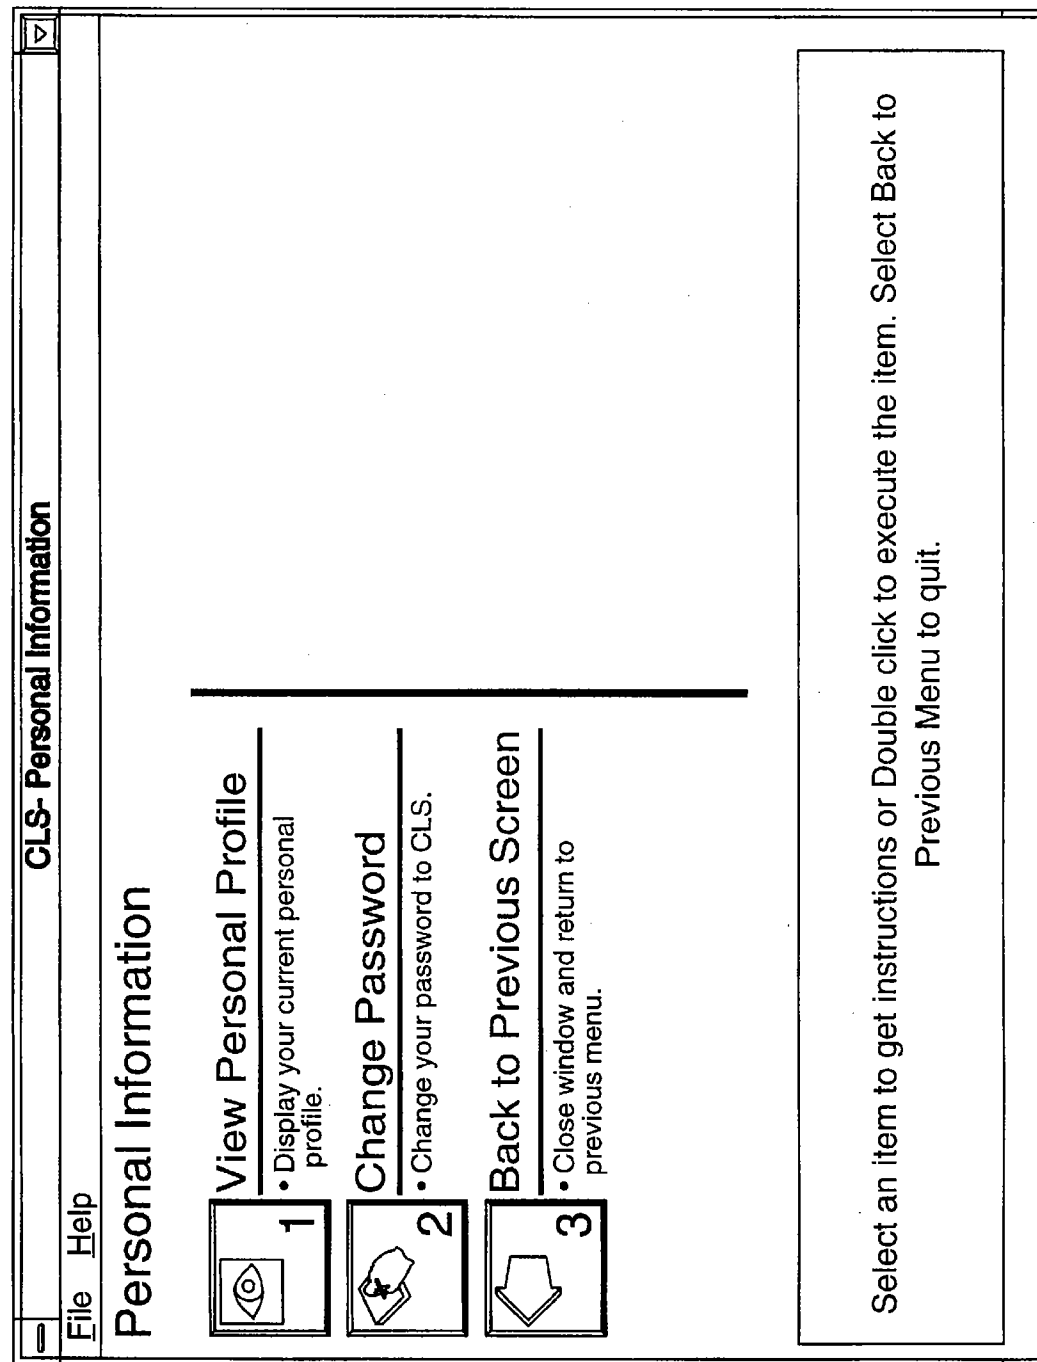 CLS- Personal Information
File Help
Personal Information
1
View Personal Profile
• Display your current personal
profile.
2
Change Password
• Change your password to CLS.
3
Back to Previous Screen
• Close window and return to
previous menu.
Select an item to get instructions or Double click to execute the item. Select Back to
Previous Menu to quit.